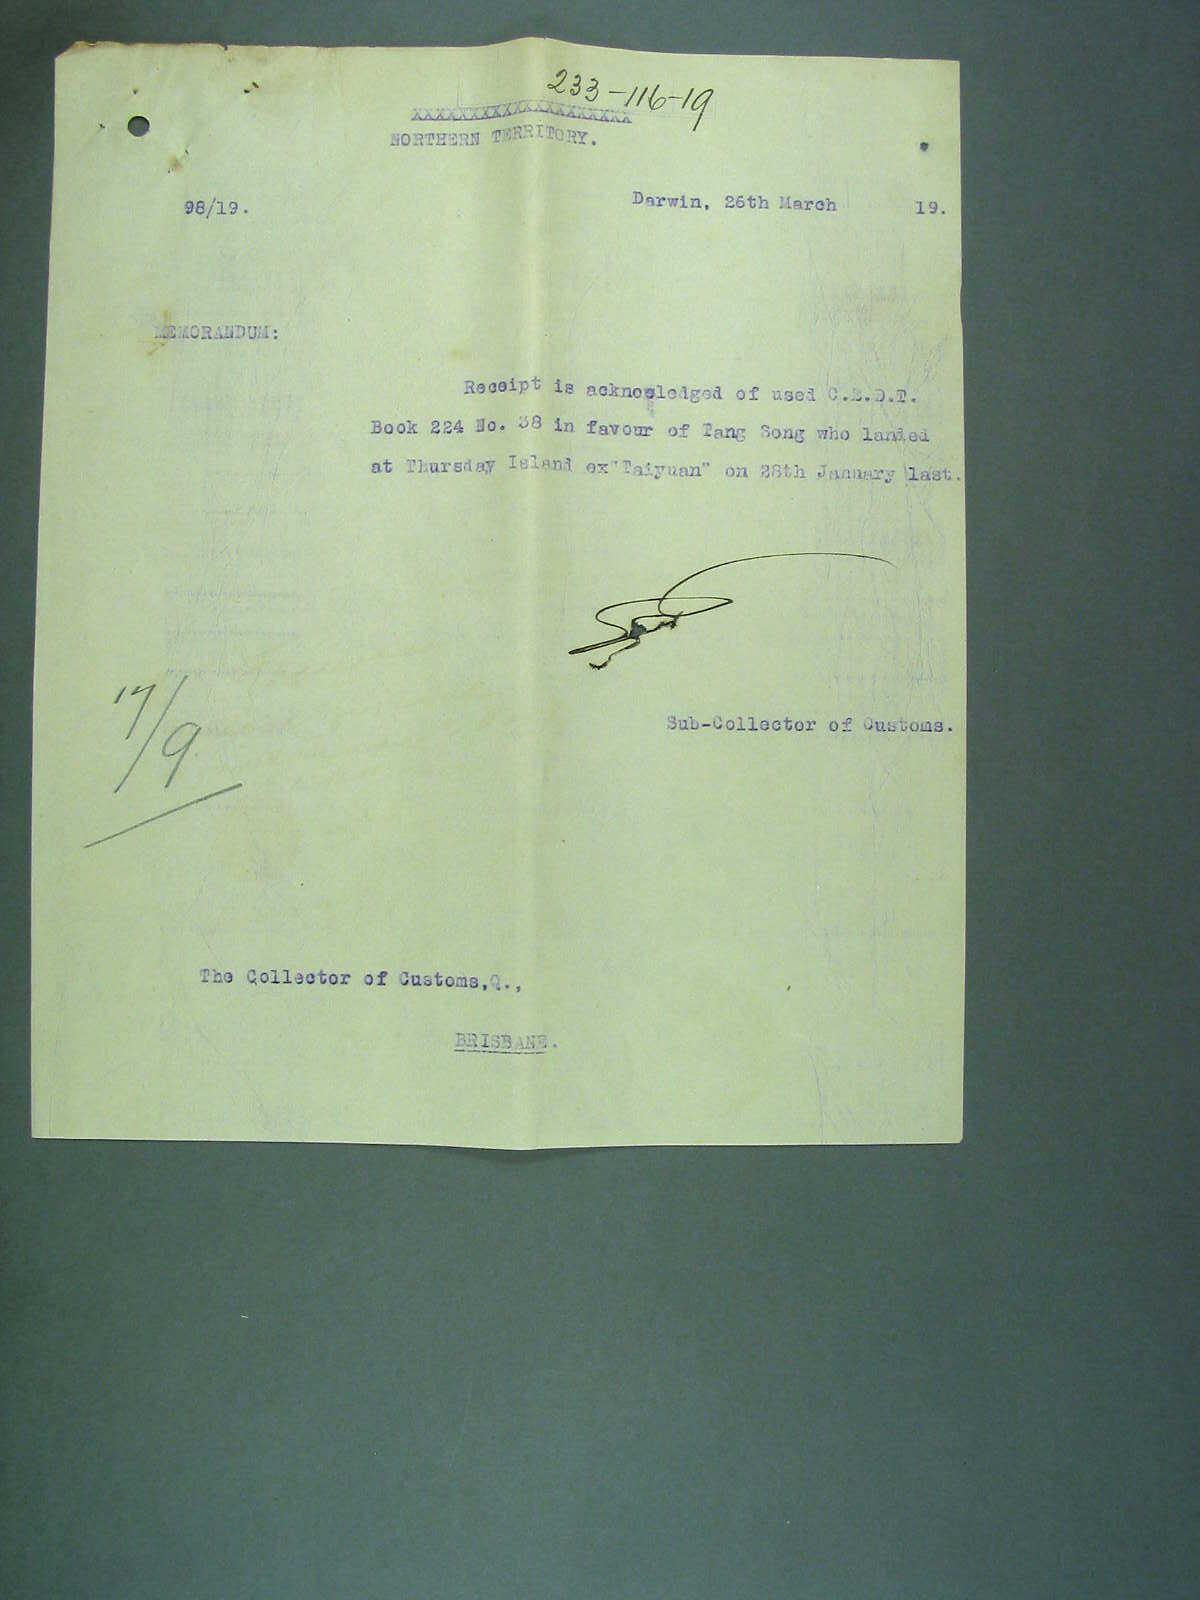 233-116-19
XXXXXXXXXXXXXXXXXXXXX
NORTHERN TERRITORY.
98/19.
Darwin, 26th March 19.
MEMORANDUM:
Receipt is acknowledged of used C.E.D.T.
Book 224 No. 38 in favour of Tang Song who landed
at Thursday Island ex"Taiyuan" on 28th January last.
Sub-Collector of Customs.
17/9
The Collector of Customs,Q.,
BRISBANE.